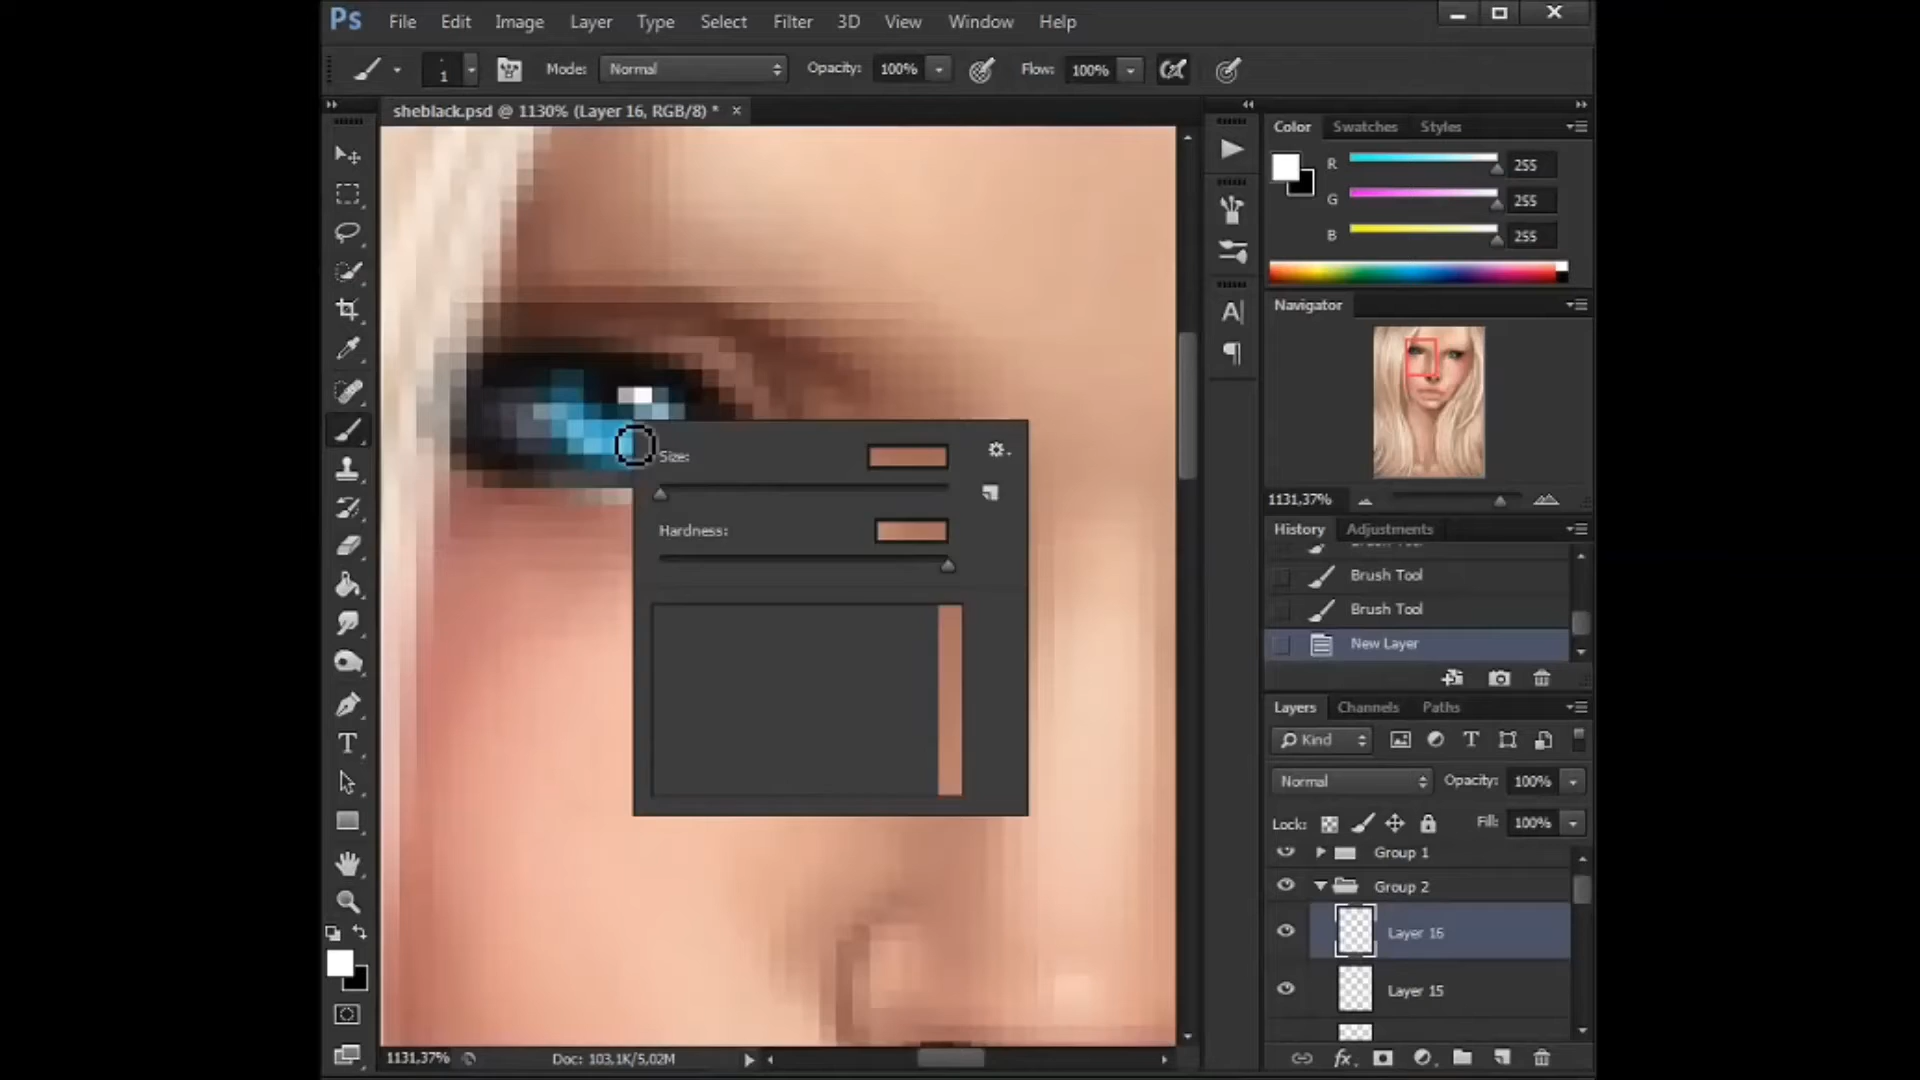 Ps File Edit Image Layer Type Select Filter 3D View Window Help
1 Mode: Normal Opacity: 100% Flow: 100%
sheblack.psd @ 1130% (Layer 16, RGB/8) * ×
Color Swatches Styles
R 255
G 255
B 255
Navigator
1131,37%
Size:
Hardness:
History Adjustments
Brush Tool
Brush Tool
New Layer
Layers Channels Paths
Kind
Normal Opacity: 100%
Lock: Fill: 100%
Group 1
Group 2
Layer 16
Layer 15
1131,37% Doc: 103,1K/5,02M